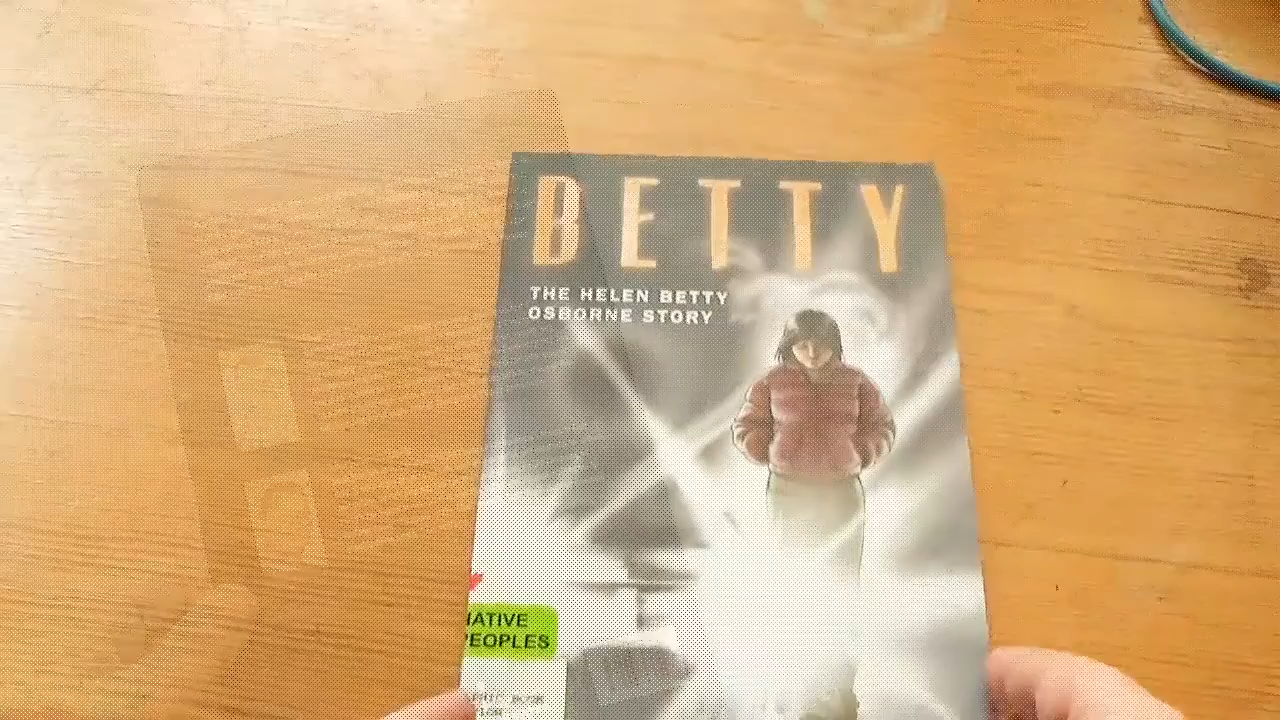 BETTY
THE HELEN BETTY
OSBORNE STORY
NATIVE
PEOPLES